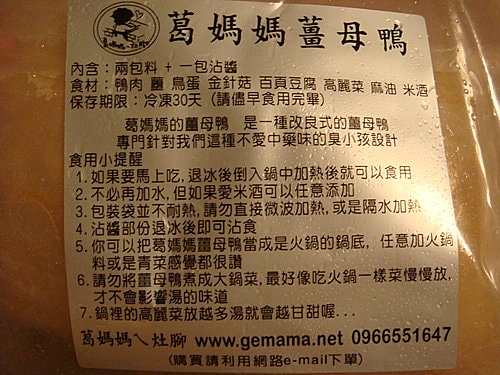 葛媽媽薑母鴨
內含：兩包料 + 一包沾醬
食材：鴨肉 薑 鳥蛋 金針菇 百頁豆腐 高麗菜 麻油 米酒
保存期限：冷凍30天 (請儘早食用完畢)
葛媽媽的薑母鴨 是一種改良式的薑母鴨
專門針對我們這種不愛中藥味的臭小孩設計
食用小提醒
1. 如果要馬上吃, 退冰後倒入鍋中加熱後就可以食用
2. 不必再加水, 但如果愛米酒可以任意添加
3. 包裝袋並不耐熱, 請勿直接微波加熱, 或是隔水加熱
4. 沾醬部份退冰後即可沾食
5. 你可以把葛媽媽薑母鴨當成是火鍋的鍋底, 任意加火鍋
料或是青菜感覺都很讚
6. 請勿將薑母鴨煮成大鍋菜, 最好像吃火鍋一樣菜慢慢放,
才不會影響湯的味道
7. 鍋裡的高麗菜放越多湯就會越甘甜喔...
葛媽媽ㄟ灶腳 www.gemama.net 0966551647
(購買請利用網路e-mail下單)